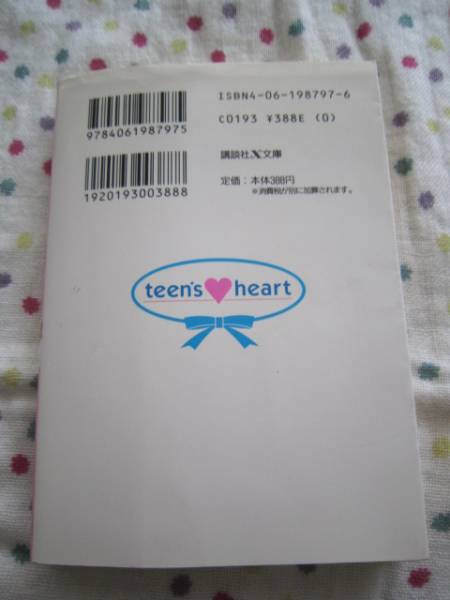 ISBN4-06-198797-6
9784061987975
C0193 ¥388E (0)
講談社X文庫
定価：本体388円
※消費税が別に加算されます。
1920193003888
teen's heart